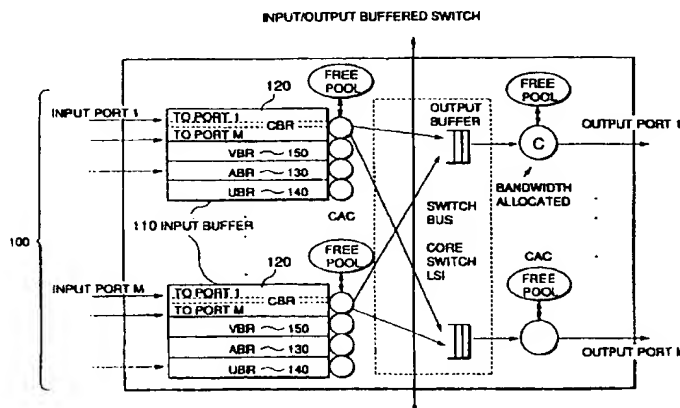 INPUT/OUTPUT BUFFERED SWITCH
120
FREE
POOL
FREE
POOL
INPUT PORT 1
TO PORT 1
CBR
TO PORT M
VBR ~ 150
ABR ~ 130
UBR ~ 140
OUTPUT
BUFFER
C
OUTPUT PORT 1
BANDWIDTH
ALLOCATED
CAC
110 INPUT BUFFER
SWITCH
BUS
100
120
FREE
POOL
CORE
SWITCH
LSI
CAC
FREE
POOL
INPUT PORT M
TO PORT 1
CBR
TO PORT M
VBR ~ 150
ABR ~ 130
UBR ~ 140
OUTPUT PORT